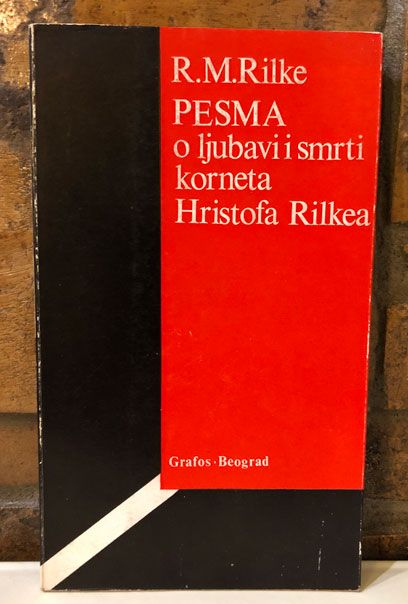 R.M.Rilke
PESMA
o ljubavi i smrti
korneta
Hristofa Rilkea
Grafos · Beograd